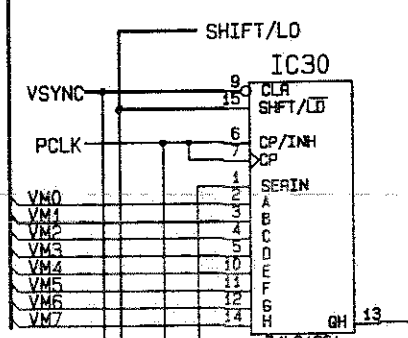 SHIFT/LD
IC30
VSYNC 9 CLR
15 SHFT/LD
PCLK 6 CP/INH
7 CP
1 SERIN
VM0 2 A
VM1 3 B
VM2 4 C
VM3 5 D
VM4 10 E
VM5 11 F
VM6 12 G
VM7 14 H QH 13